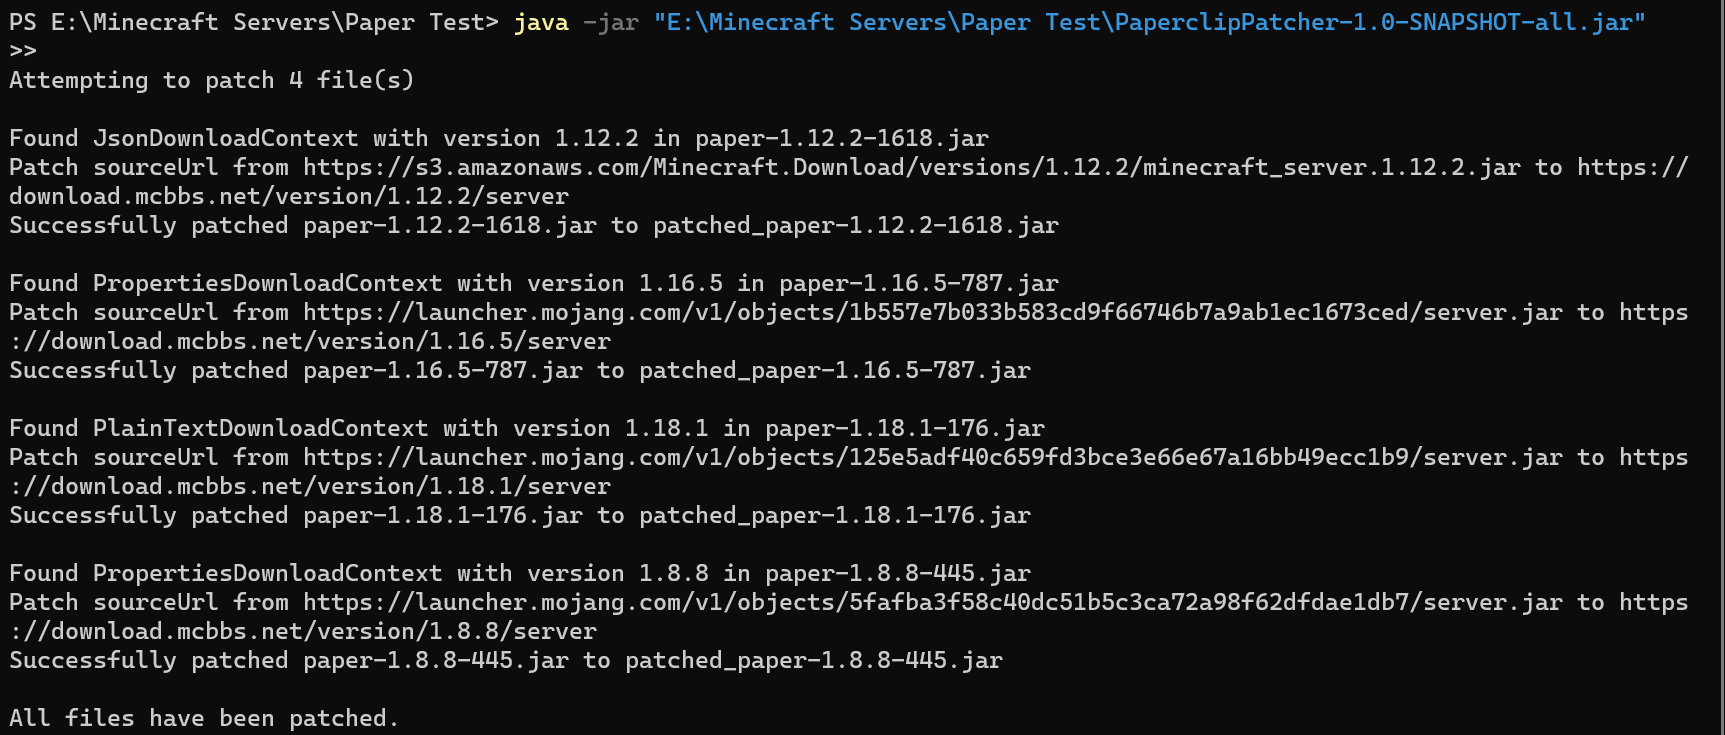 PS E:\Minecraft Servers\Paper Test> java -jar "E:\Minecraft Servers\Paper Test\PaperclipPatcher-1.0-SNAPSHOT-all.jar"
>>
Attempting to patch 4 file(s)
Found JsonDownloadContext with version 1.12.2 in paper-1.12.2-1618.jar
Patch sourceUrl from https://s3.amazonaws.com/Minecraft.Download/versions/1.12.2/minecraft_server.1.12.2.jar to https://
download.mcbbs.net/version/1.12.2/server
Successfully patched paper-1.12.2-1618.jar to patched_paper-1.12.2-1618.jar
Found PropertiesDownloadContext with version 1.16.5 in paper-1.16.5-787.jar
Patch sourceUrl from https://launcher.mojang.com/v1/objects/1b557e7b033b583cd9f66746b7a9ab1ec1673ced/server.jar to https
://download.mcbbs.net/version/1.16.5/server
Successfully patched paper-1.16.5-787.jar to patched_paper-1.16.5-787.jar
Found PlainTextDownloadContext with version 1.18.1 in paper-1.18.1-176.jar
Patch sourceUrl from https://launcher.mojang.com/v1/objects/125e5adf40c659fd3bce3e66e67a16bb49ecc1b9/server.jar to https
://download.mcbbs.net/version/1.18.1/server
Successfully patched paper-1.18.1-176.jar to patched_paper-1.18.1-176.jar
Found PropertiesDownloadContext with version 1.8.8 in paper-1.8.8-445.jar
Patch sourceUrl from https://launcher.mojang.com/v1/objects/5fafba3f58c40dc51b5c3ca72a98f62dfdae1db7/server.jar to https
://download.mcbbs.net/version/1.8.8/server
Successfully patched paper-1.8.8-445.jar to patched_paper-1.8.8-445.jar
All files have been patched.